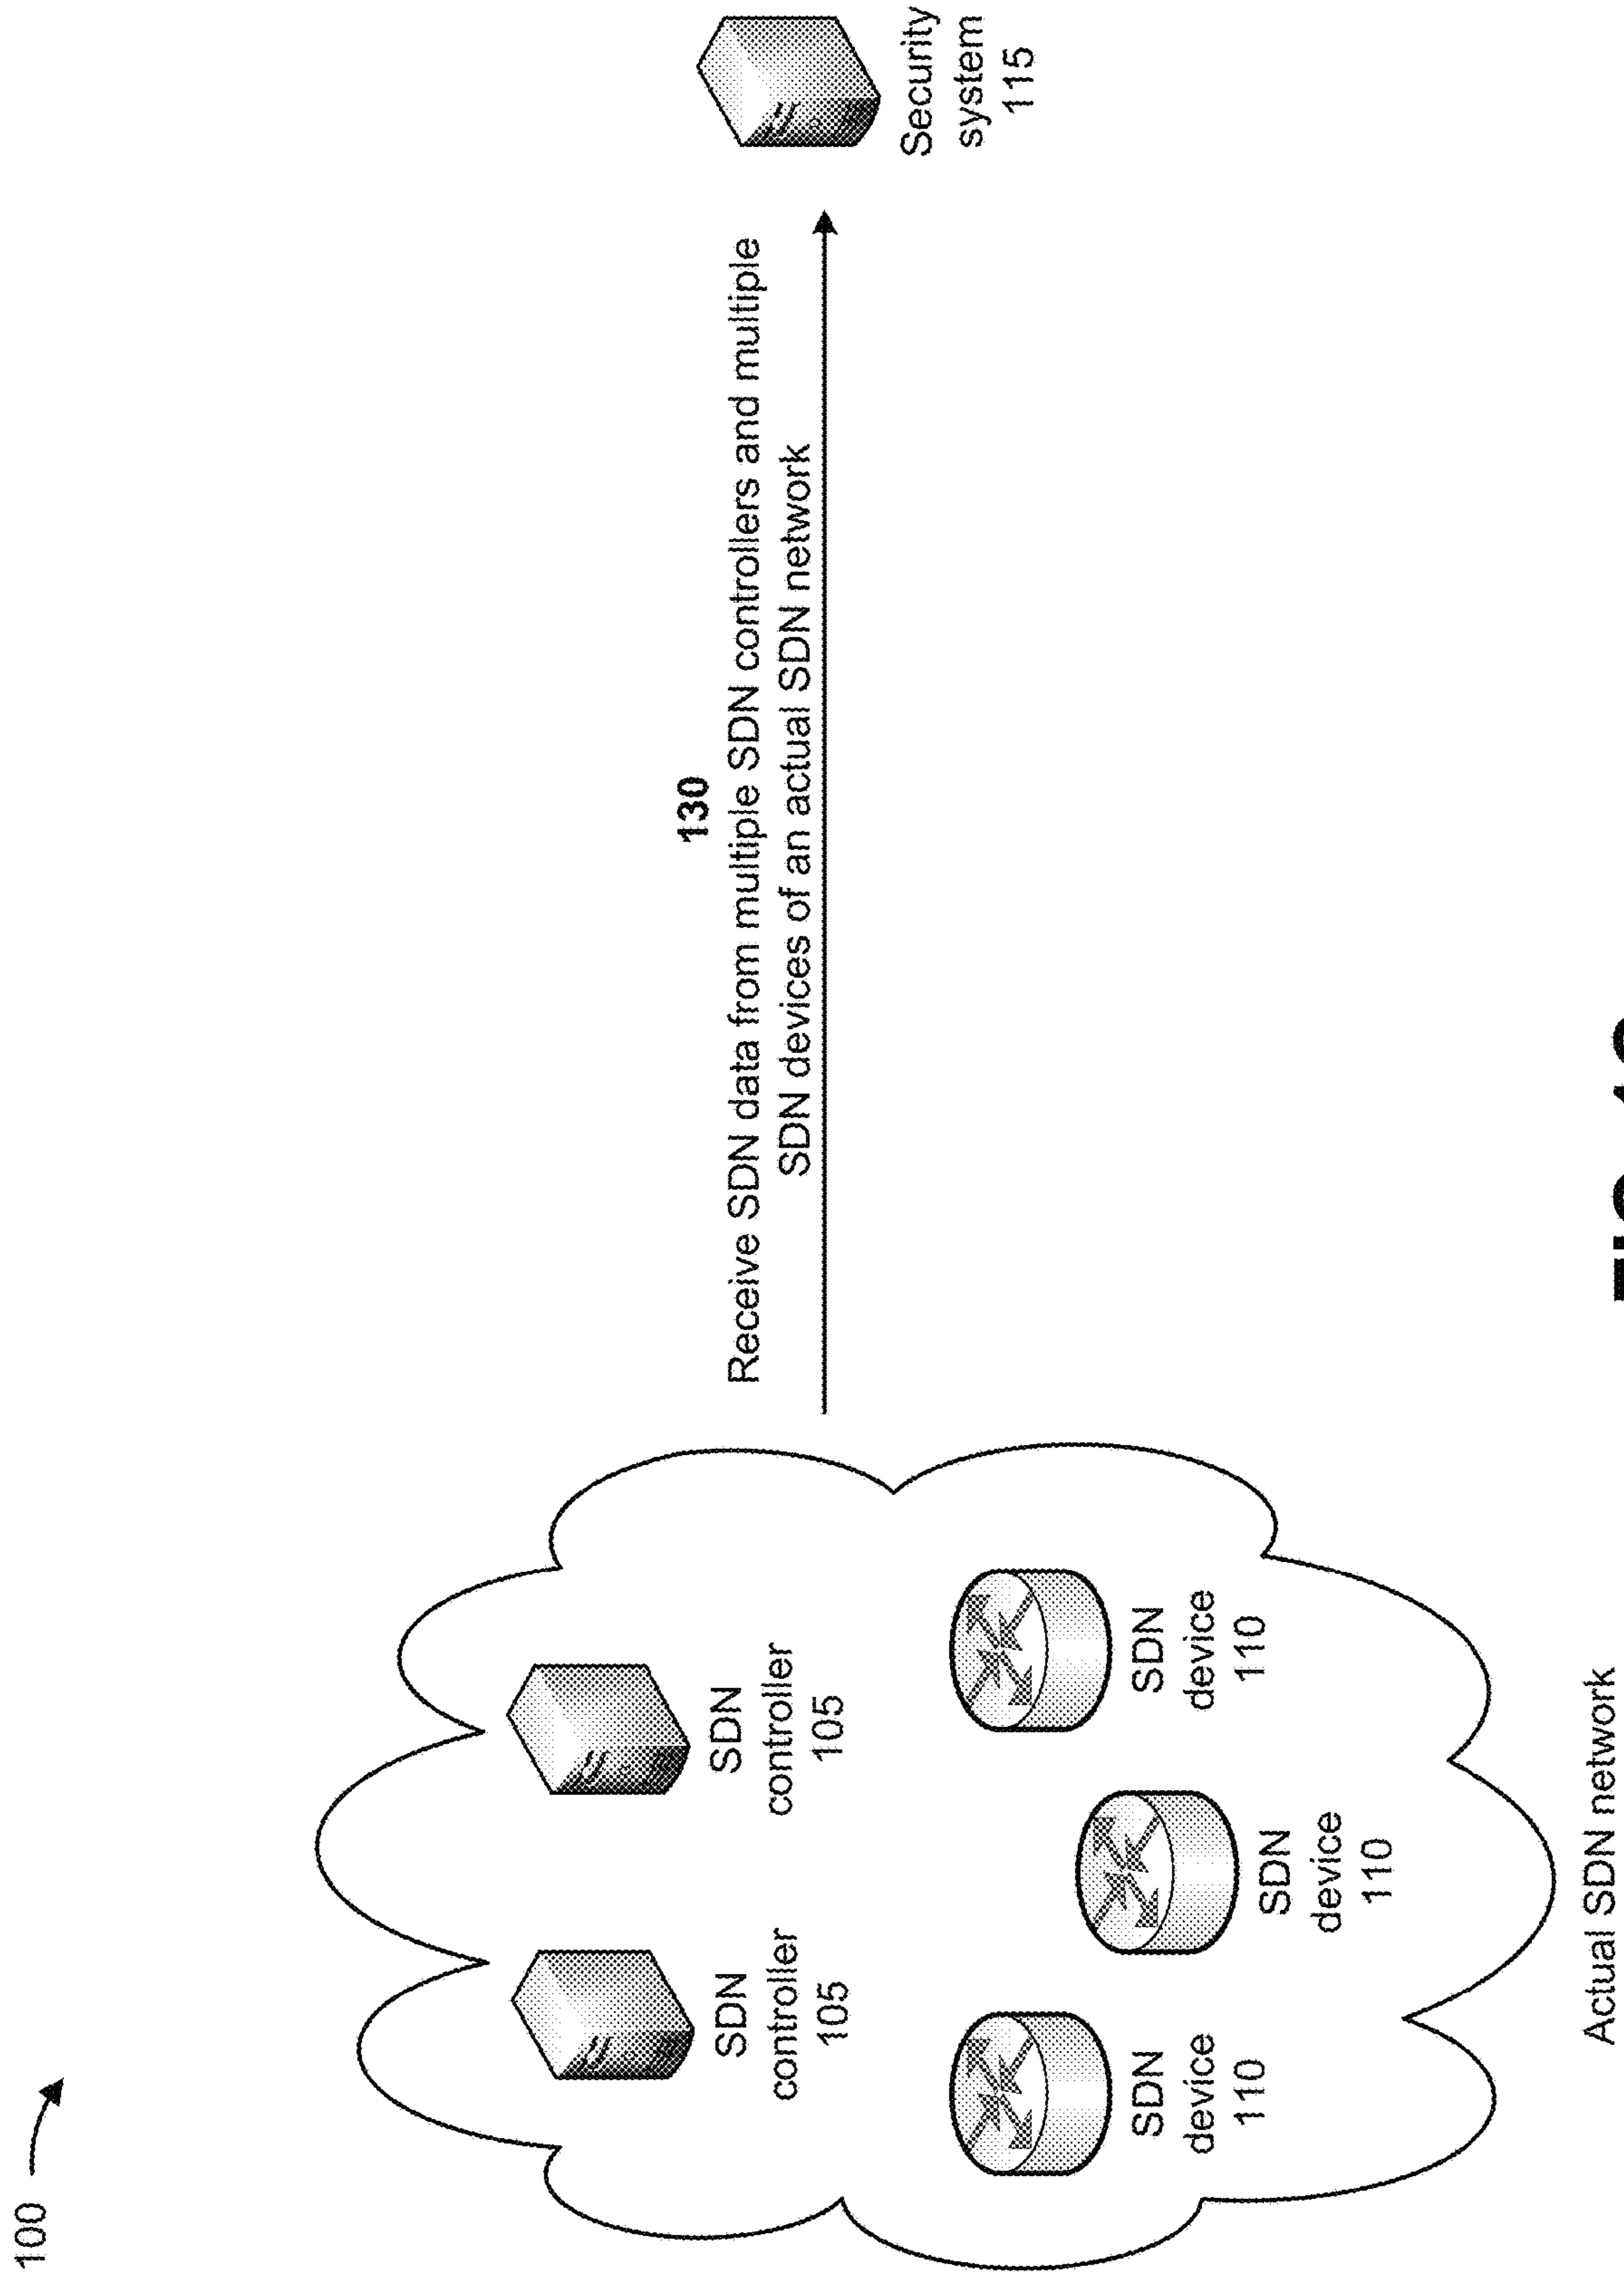 100
SDN
controller
105
SDN
controller
105
SDN
device
110
SDN
device
110
SDN
device
110
Actual SDN network
130
Receive SDN data from multiple SDN controllers and multiple
SDN devices of an actual SDN network
Security
system
115